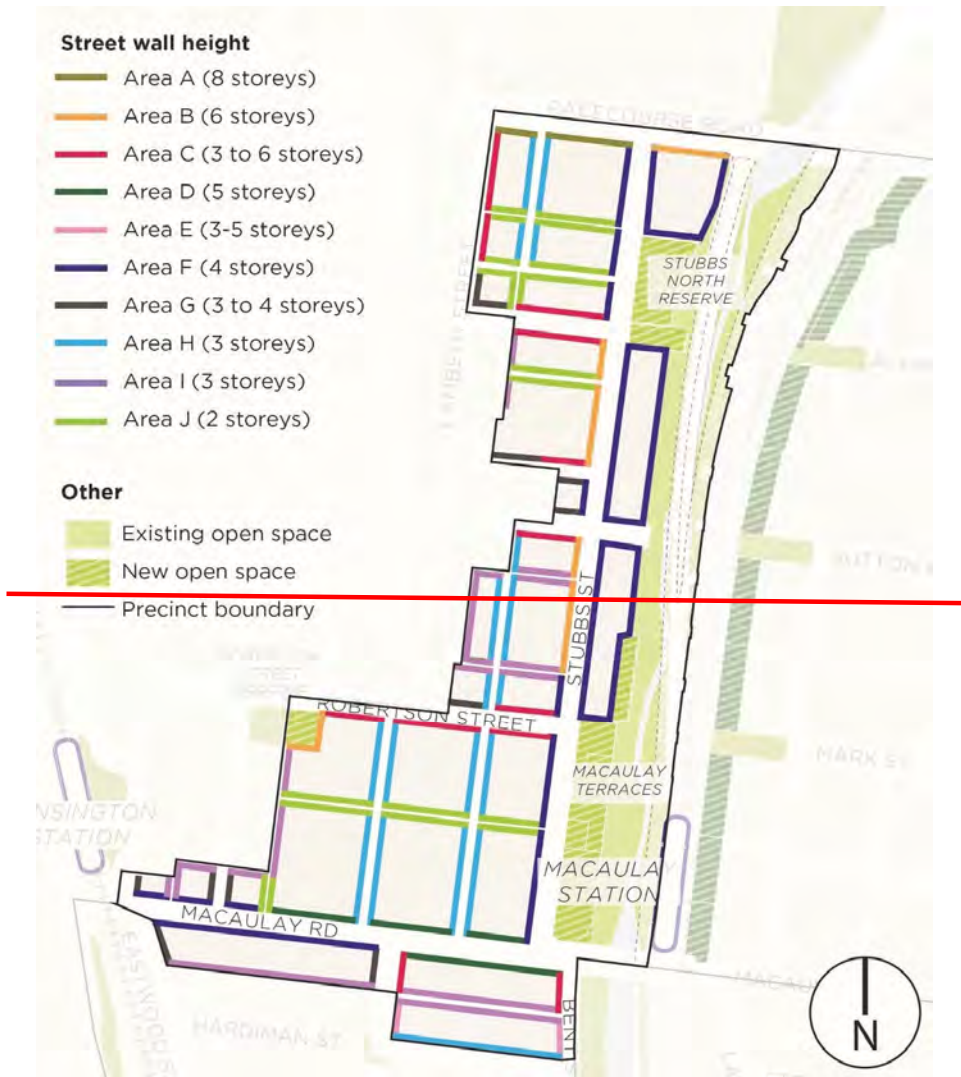 Street wall height
Area A (8 storeys)
Area B (6 storeys)
Area C (3 to 6 storeys)
Area D (5 storeys)
Area E (3-5 storeys)
Area F (4 storeys)
Area G (3 to 4 storeys)
Area H (3 storeys)
Area I (3 storeys)
Area J (2 storeys)
Other
Existing open space
New open space
Precinct boundary
STUBBS
NORTH
RESERVE
STUBBS ST
ROBERTSON STREET
MACAULAY
TERRACES
MARK ST
NSINGTON
STATION
MACAULAY
STATION
MACAULAY RD
HARDIMAN ST
BENT
N